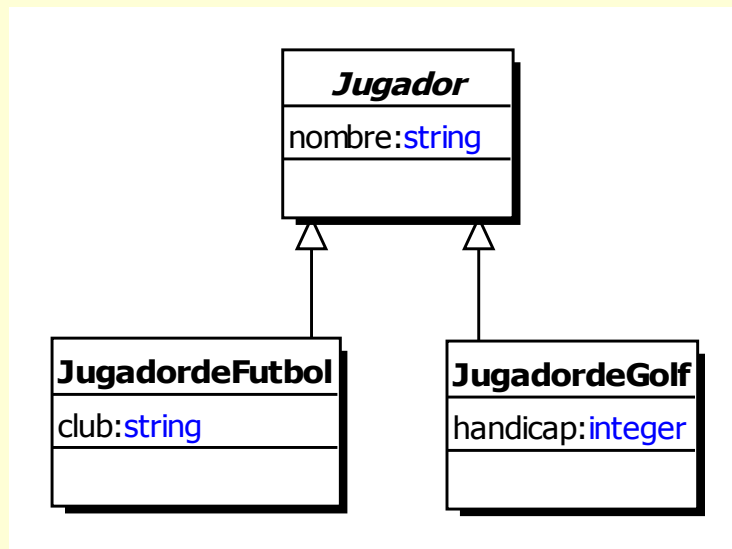 Jugador
nombre:string
JugadordeFutbol
club:string
JugadordeGolf
handicap:integer